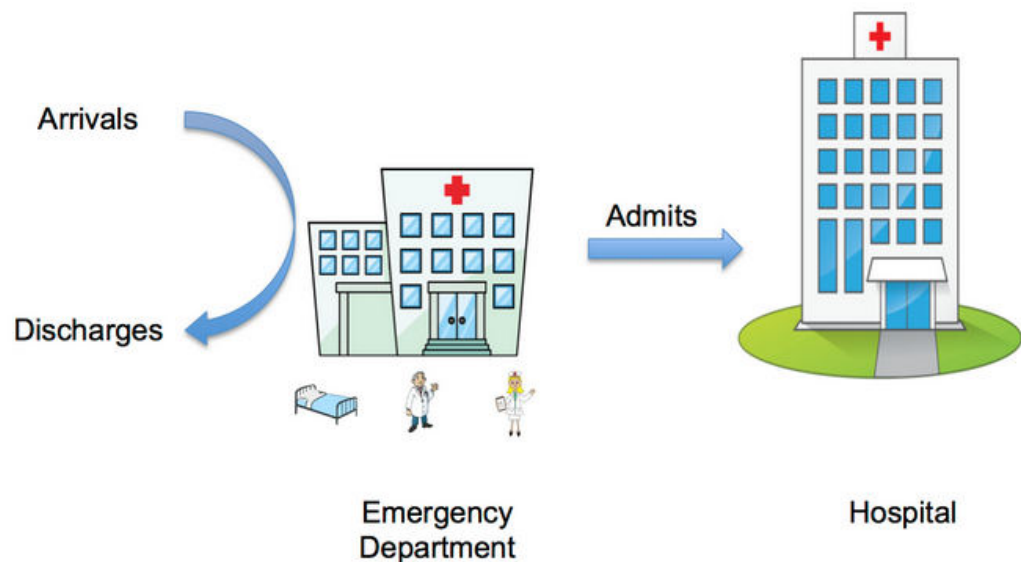 Arrivals
Admits
Discharges
Emergency
Department
Hospital